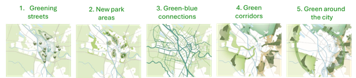 1. Greening
streets
2. New park
areas
3. Green-blue
connections
4. Green
corridors
5. Green around
the city